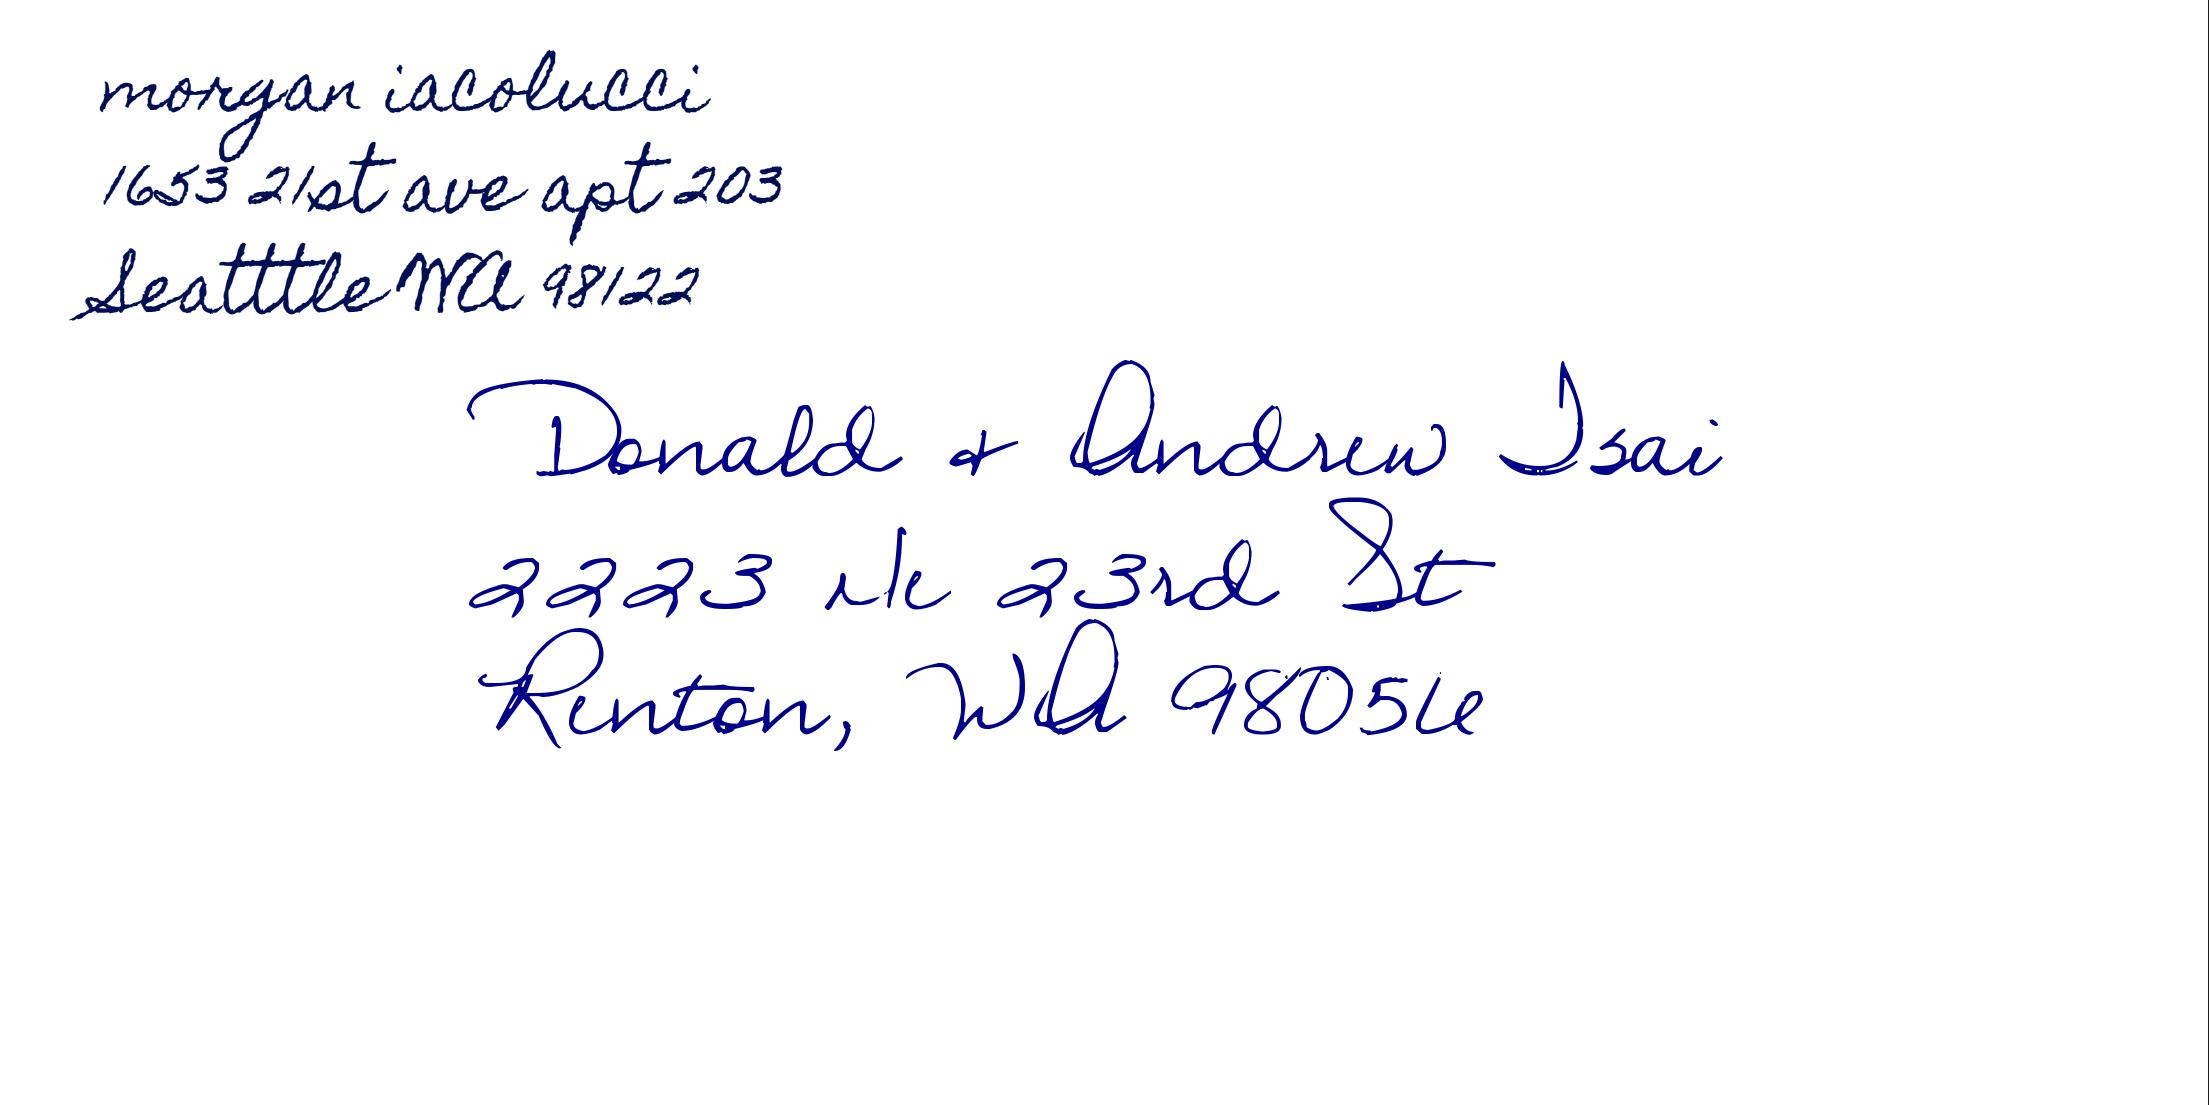 morgan iacolucci
1653 21st ave apt 203
Seatttle WA 98122
Donald & Andrew Tsai
2223 Ne 23rd St
Renton, WA 98056